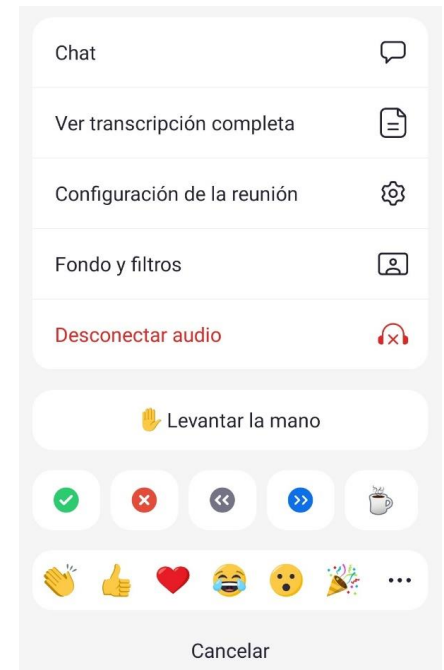 Chat
Ver transcripción completa
Configuración de la reunión
Fondo y filtros
Desconectar audio
Levantar la mano
Cancelar